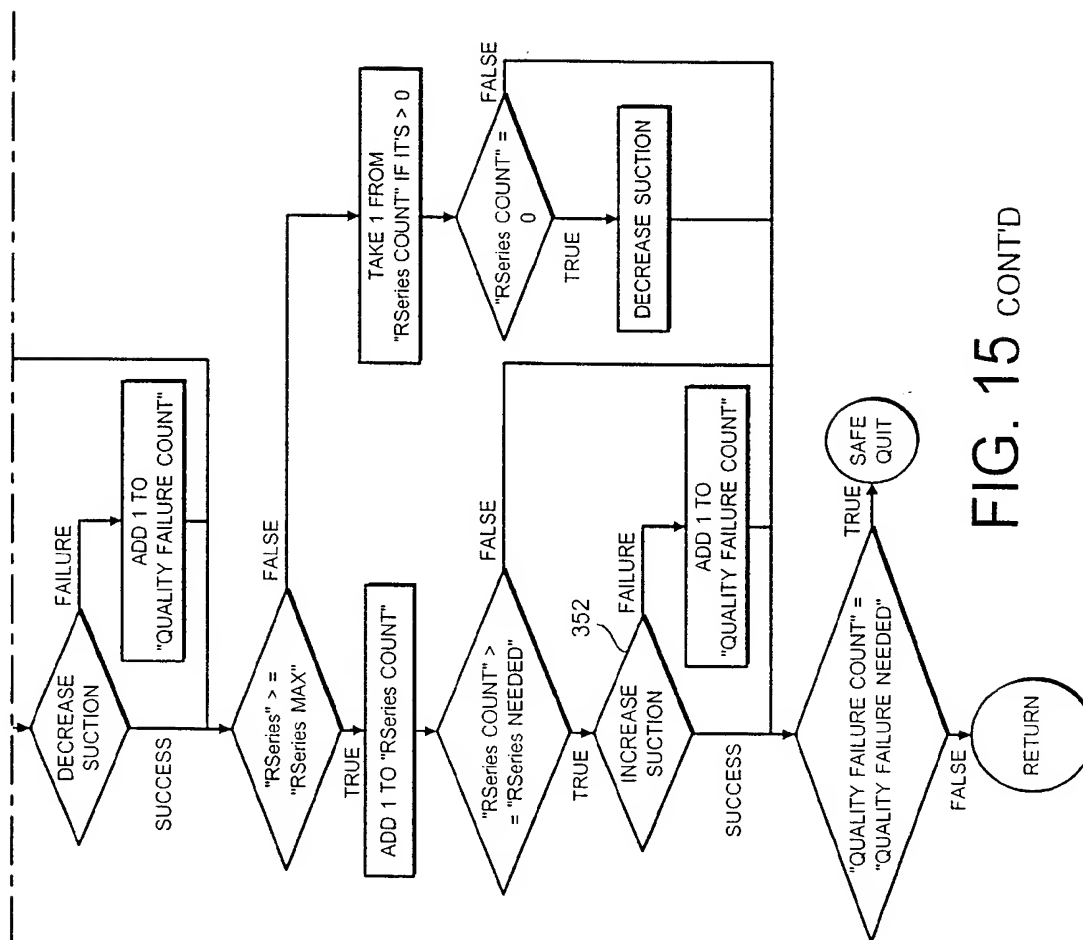 DECREASE
SUCTION
FAILURE
ADD 1 TO
"QUALITY FAILURE COUNT"
SUCCESS
"RSeries" > =
"RSeries MAX"
FALSE
TRUE
TAKE 1 FROM
"RSeries COUNT" IF IT'S > 0
ADD 1 TO "RSeries COUNT"
"RSeries COUNT" =
0
FALSE
TRUE
DECREASE SUCTION
"RSeries COUNT" >
= "RSeries NEEDED"
FALSE
TRUE
352
INCREASE
SUCTION
FAILURE
ADD 1 TO
"QUALITY FAILURE COUNT"
SUCCESS
"QUALITY FAILURE COUNT" =
"QUALITY FAILURE NEEDED"
TRUE
SAFE
QUIT
FALSE
RETURN
FIG. 15 CONT'D